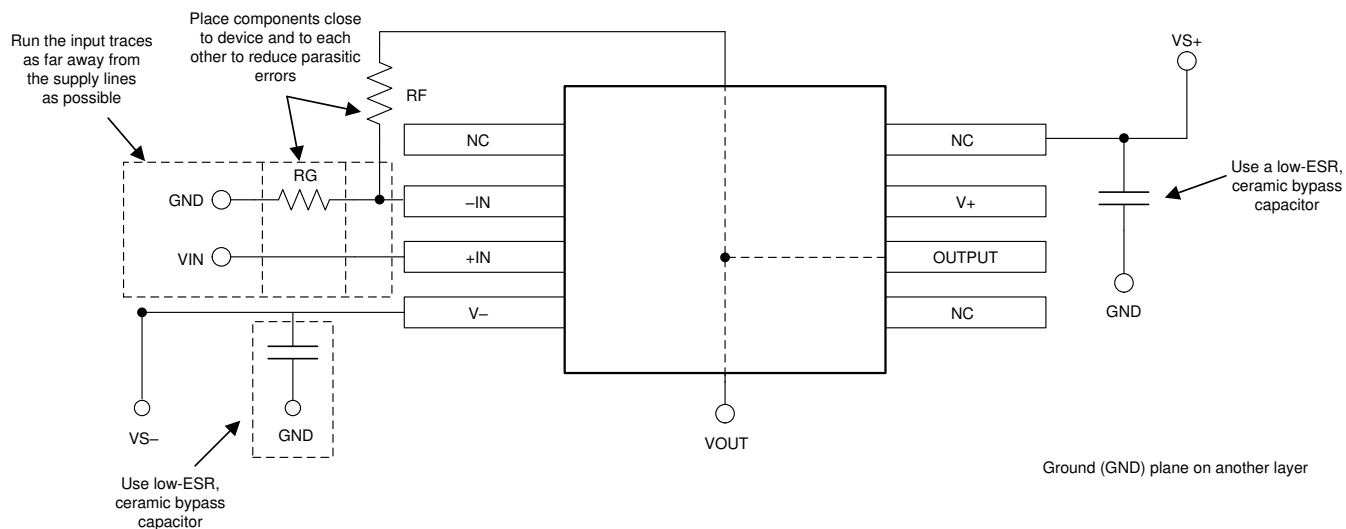 Place components close
to device and to each
other to reduce parasitic
errors
Run the input traces
as far away from
the supply lines
as possible
VS+
RF
NC
NC
Use a low-ESR,
ceramic bypass
capacitor
RG
GND
–IN
V+
VIN
+IN
OUTPUT
GND
V–
NC
VS–
GND
VOUT
Use low-ESR,
ceramic bypass
capacitor
Ground (GND) plane on another layer